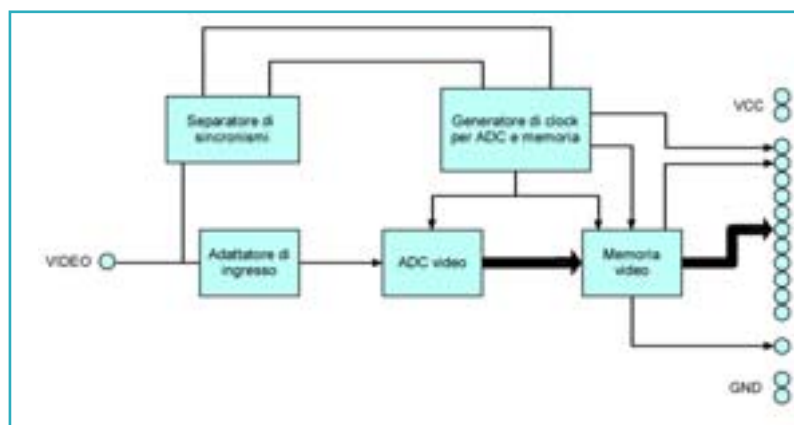 Separatore di
sincronismi
Generatore di clock
per ADC e memoria
VCC
VIDEO
Adattatore di
ingresso
ADC video
Memoria
video
GND